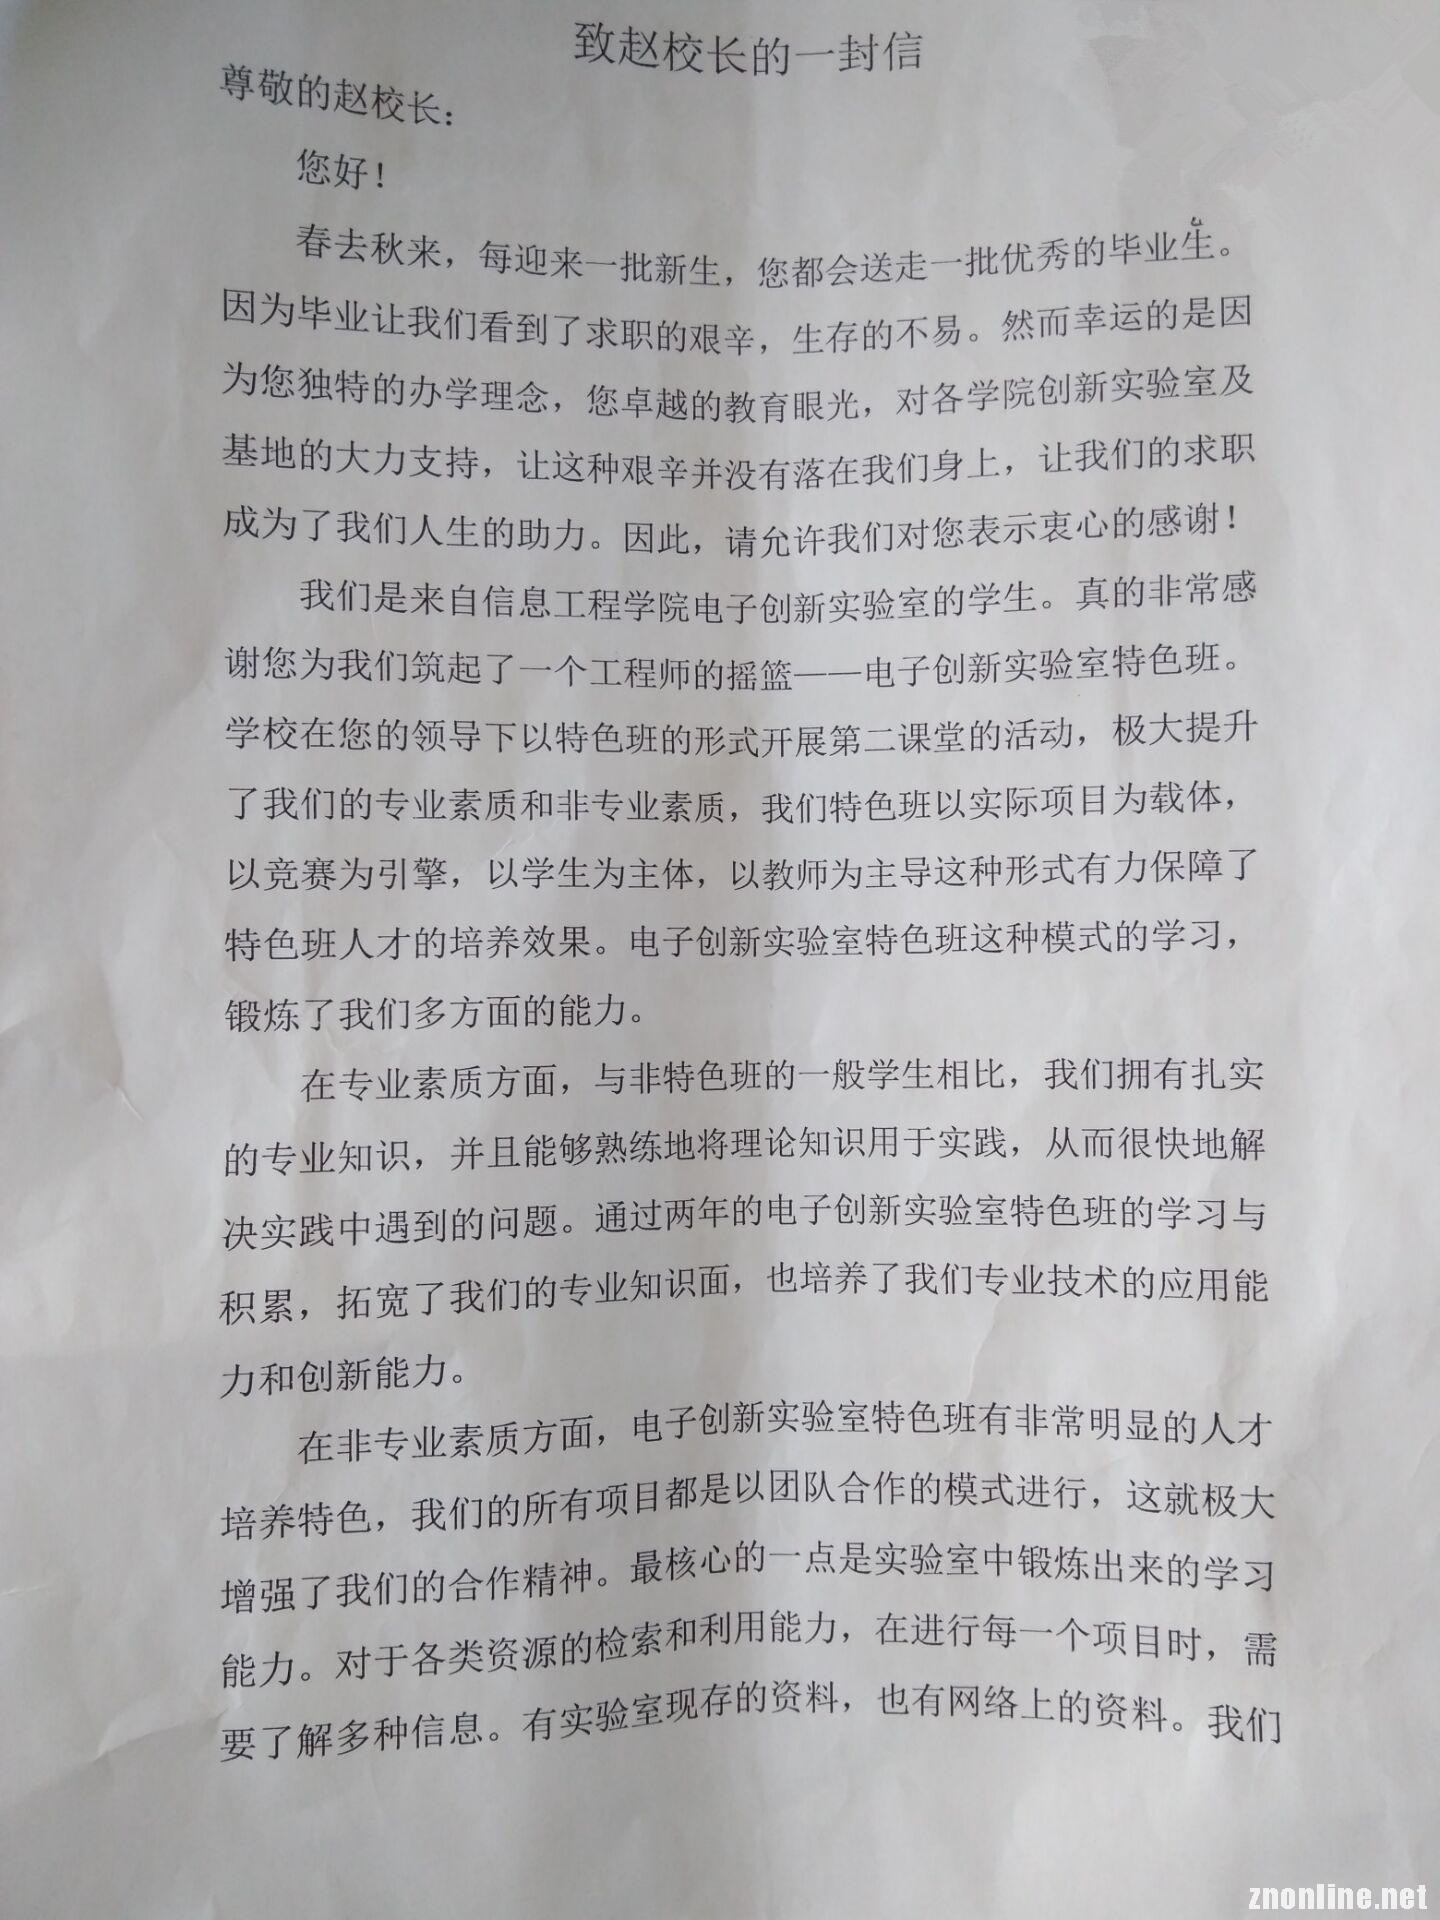 致赵校长的一封信
尊敬的赵校长：
您好！
春去秋来，每迎来一批新生，您都会送走一批优秀的毕业生。
因为毕业让我们看到了求职的艰辛，生存的不易。然而幸运的是因
为您独特的办学理念，您卓越的教育眼光，对各学院创新实验室及
基地的大力支持，让这种艰辛并没有落在我们身上，让我们的求职
成为了我们人生的助力。因此，请允许我们对您表示衷心的感谢！
我们是来自信息工程学院电子创新实验室的学生。真的非常感
谢您为我们筑起了一个工程师的摇篮——电子创新实验室特色班。
学校在您的领导下以特色班的形式开展第二课堂的活动，极大提升
了我们的专业素质和非专业素质，我们特色班以实际项目为载体，
以竞赛为引擎，以学生为主体，以教师为主导这种形式有力保障了
特色班人才的培养效果。电子创新实验室特色班这种模式的学习，
锻炼了我们多方面的能力。
在专业素质方面，与非特色班的一般学生相比，我们拥有扎实
的专业知识，并且能够熟练地将理论知识用于实践，从而很快地解
决实践中遇到的问题。通过两年的电子创新实验室特色班的学习与
积累，拓宽了我们的专业知识面，也培养了我们专业技术的应用能
力和创新能力。
在非专业素质方面，电子创新实验室特色班有非常明显的人才
培养特色，我们的所有项目都是以团队合作的模式进行，这就极大
增强了我们的合作精神。最核心的一点是实验室中锻炼出来的学习
能力。对于各类资源的检索和利用能力，在进行每一个项目时，需
要了解多种信息。有实验室现存的资料，也有网络上的资料。我们
znonline.net